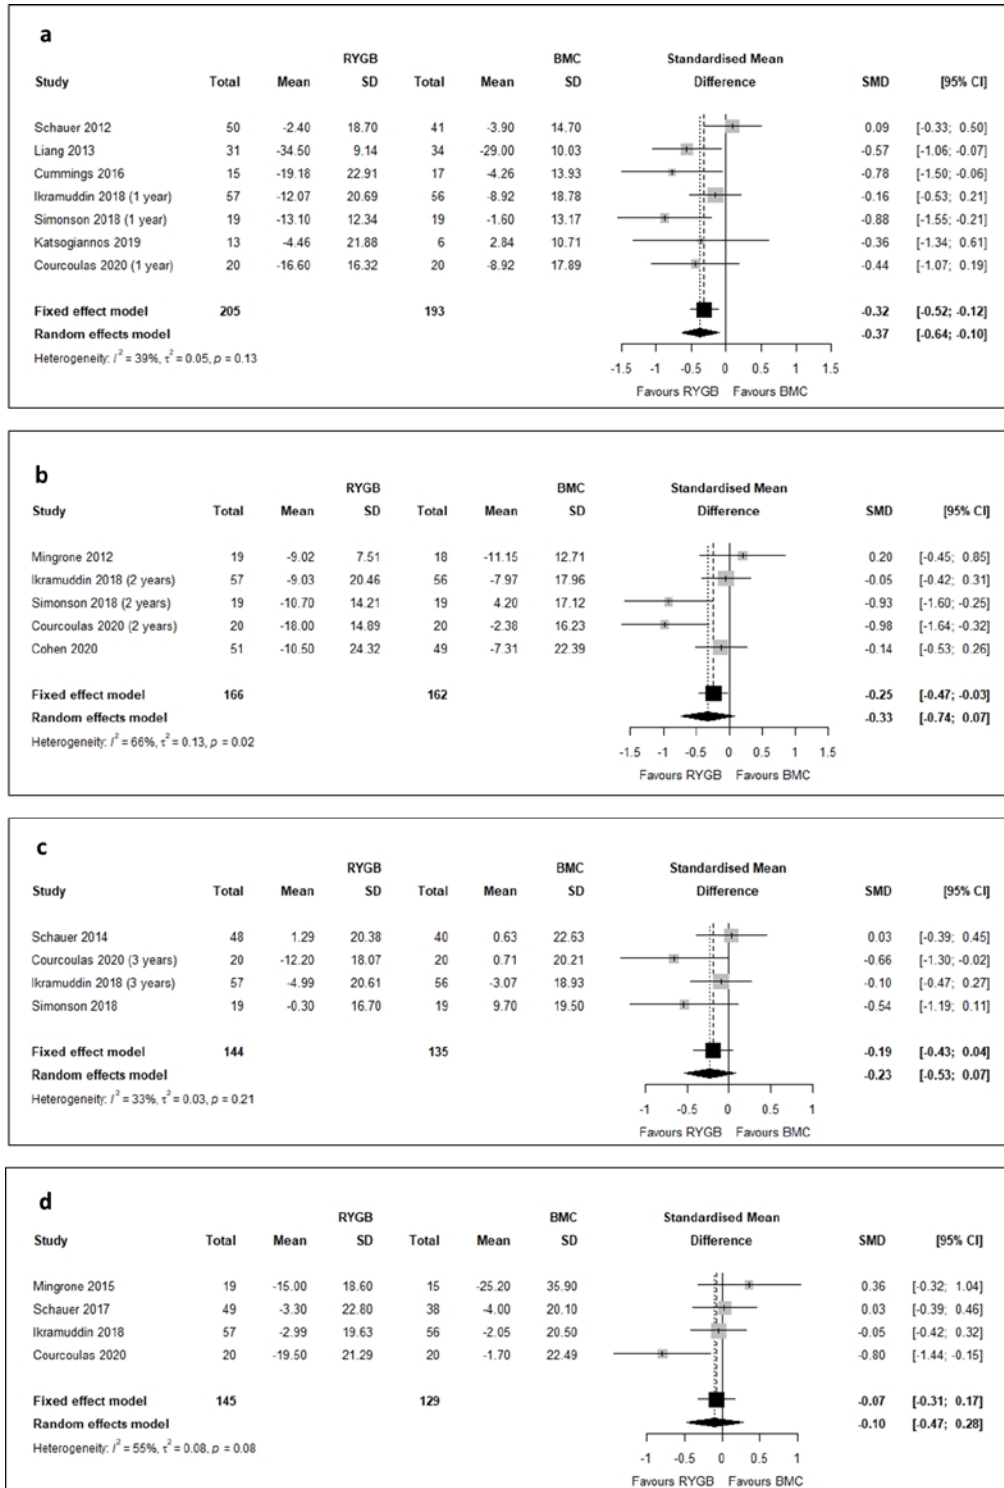 a
RYGB BMC Standardised Mean
Study Total Mean SD Total Mean SD Difference SMD [95% CI]
Schauer 2012 50 -2.40 18.70 41 -3.90 14.70 0.09 [-0.33; 0.50]
Liang 2013 31 -34.50 9.14 34 -29.00 10.03 -0.57 [-1.06; -0.07]
Cummings 2016 15 -19.18 22.91 17 -4.26 13.93 -0.78 [-1.50; -0.06]
Ikramuddin 2018 (1 year) 57 -12.07 20.69 56 -8.92 18.78 -0.16 [-0.53; 0.21]
Simonson 2018 (1 year) 19 -13.10 12.34 19 -1.60 13.17 -0.88 [-1.55; -0.21]
Katsogiannos 2019 13 -4.46 21.88 6 2.84 10.71 -0.36 [-1.34; 0.61]
Courcoulas 2020 (1 year) 20 -16.60 16.32 20 -8.92 17.89 -0.44 [-1.07; 0.19]
Fixed effect model 205 193 -0.32 [-0.52; -0.12]
Random effects model -0.37 [-0.64; -0.10]
Heterogeneity: I² = 39%, τ² = 0.05, p = 0.13
-1.5 -1 -0.5 0 0.5 1 1.5
Favours RYGB Favours BMC
b
RYGB BMC Standardised Mean
Study Total Mean SD Total Mean SD Difference SMD [95% CI]
Mingrone 2012 19 -9.02 7.51 18 -11.15 12.71 0.20 [-0.45; 0.85]
Ikramuddin 2018 (2 years) 57 -9.03 20.46 56 -7.97 17.96 -0.05 [-0.42; 0.31]
Simonson 2018 (2 years) 19 -10.70 14.21 19 4.20 17.12 -0.93 [-1.60; -0.25]
Courcoulas 2020 (2 years) 20 -18.00 14.89 20 -2.38 16.23 -0.98 [-1.64; -0.32]
Cohen 2020 51 -10.50 24.32 49 -7.31 22.39 -0.14 [-0.53; 0.26]
Fixed effect model 166 162 -0.25 [-0.47; -0.03]
Random effects model -0.33 [-0.74; 0.07]
Heterogeneity: I² = 66%, τ² = 0.13, p = 0.02
-1.5 -1 -0.5 0 0.5 1 1.5
Favours RYGB Favours BMC
c
RYGB BMC Standardised Mean
Study Total Mean SD Total Mean SD Difference SMD [95% CI]
Schauer 2014 48 1.29 20.38 40 0.63 22.63 0.03 [-0.39; 0.45]
Courcoulas 2020 (3 years) 20 -12.20 18.07 20 0.71 20.21 -0.66 [-1.30; -0.02]
Ikramuddin 2018 (3 years) 57 -4.99 20.61 56 -3.07 18.93 -0.10 [-0.47; 0.27]
Simonson 2018 19 -0.30 16.70 19 9.70 19.50 -0.54 [-1.19; 0.11]
Fixed effect model 144 135 -0.19 [-0.43; 0.04]
Random effects model -0.23 [-0.53; 0.07]
Heterogeneity: I² = 33%, τ² = 0.03, p = 0.21
-1 -0.5 0 0.5 1
Favours RYGB Favours BMC
d
RYGB BMC Standardised Mean
Study Total Mean SD Total Mean SD Difference SMD [95% CI]
Mingrone 2015 19 -15.00 18.60 15 -25.20 35.90 0.36 [-0.32; 1.04]
Schauer 2017 49 -3.30 22.80 38 -4.00 20.10 0.03 [-0.39; 0.46]
Ikramuddin 2018 57 -2.99 19.63 56 -2.05 20.50 -0.05 [-0.42; 0.32]
Courcoulas 2020 20 -19.50 21.29 20 -1.70 22.49 -0.80 [-1.44; -0.15]
Fixed effect model 145 129 -0.07 [-0.31; 0.17]
Random effects model -0.10 [-0.47; 0.28]
Heterogeneity: I² = 55%, τ² = 0.08, p = 0.08
-1 -0.5 0 0.5 1
Favours RYGB Favours BMC